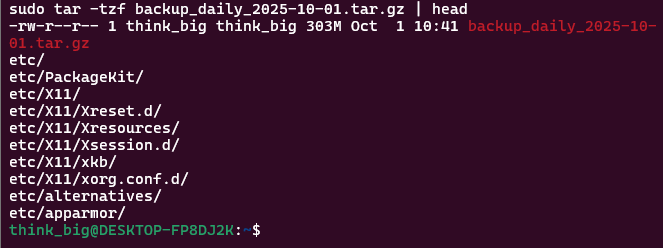 sudo tar -tzf backup_daily_2025-10-01.tar.gz | head
-rw-r--r-- 1 think_big think_big 303M Oct  1 10:41 backup_daily_2025-10-
01.tar.gz
etc/
etc/PackageKit/
etc/X11/
etc/X11/Xreset.d/
etc/X11/Xresources/
etc/X11/Xsession.d/
etc/X11/xkb/
etc/X11/xorg.conf.d/
etc/alternatives/
etc/apparmor/
think_big@DESKTOP-FP8DJ2K:~$